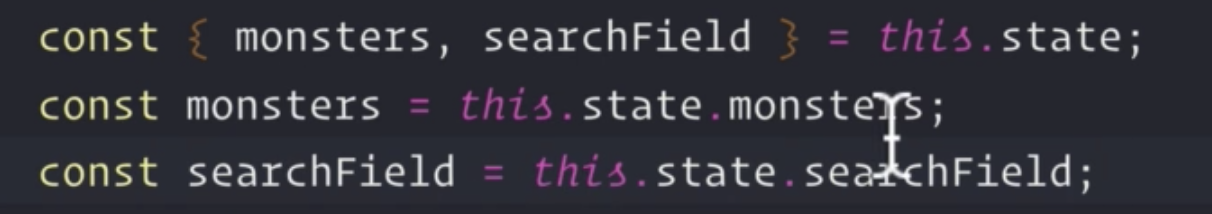 const { monsters, searchField } = this.state;
const monsters = this.state.monsters;
const searchField = this.state.searchField;